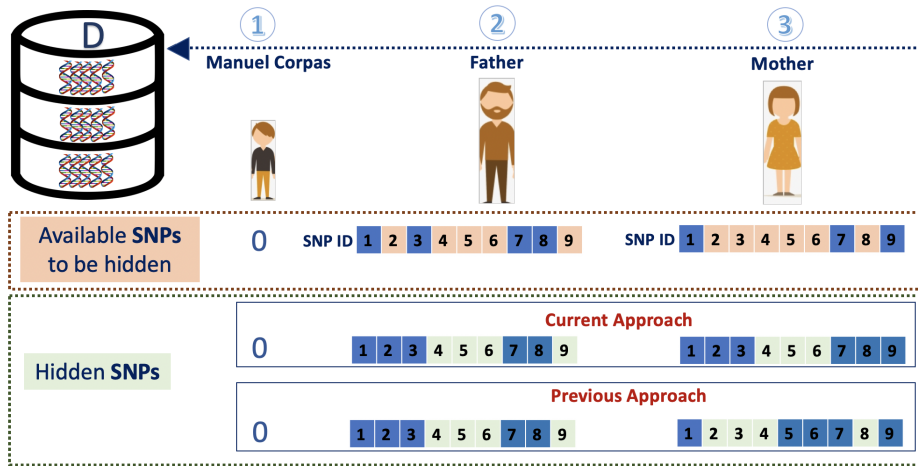 D
1 2 3
Manuel Corpas Father Mother
Available SNPs
to be hidden
0 SNP ID 1 2 3 4 5 6 7 8 9 SNP ID 1 2 3 4 5 6 7 8 9
Hidden SNPs
Current Approach
0 1 2 3 4 5 6 7 8 9 1 2 3 4 5 6 7 8 9
Previous Approach
0 1 2 3 4 5 6 7 8 9 1 2 3 4 5 6 7 8 9